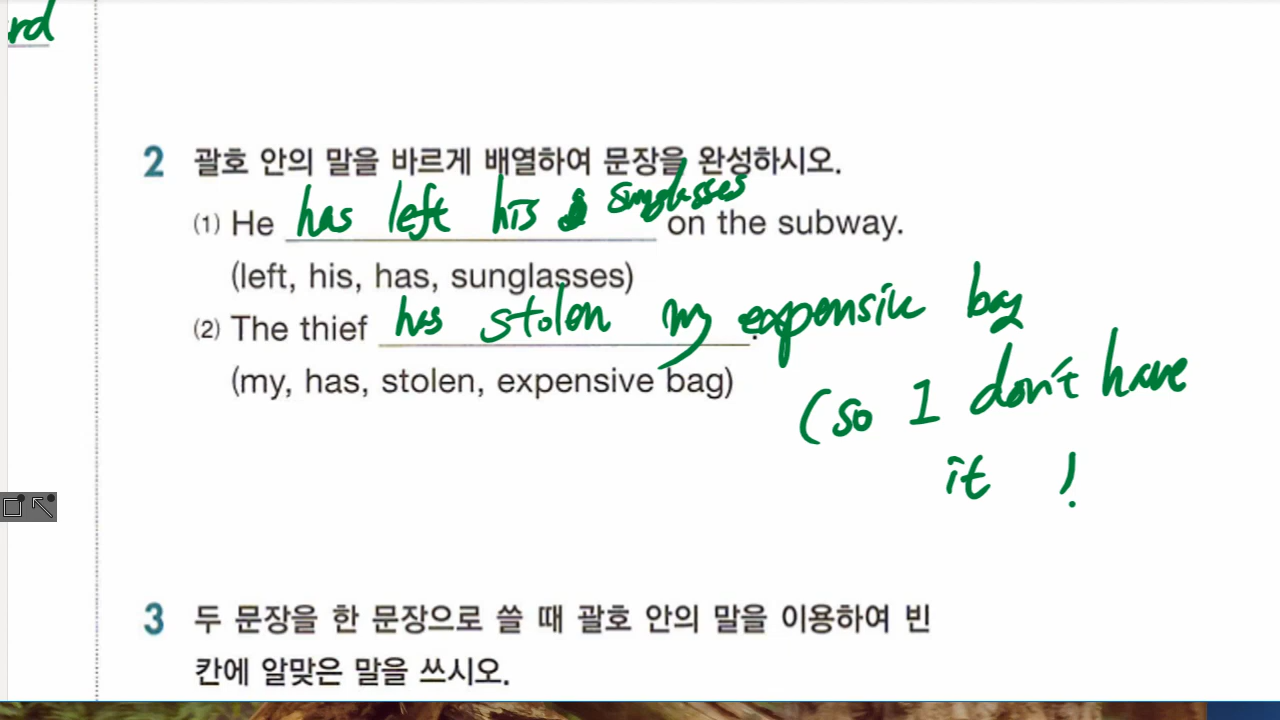 rd
2 괄호 안의 말을 바르게 배열하여 문장을 완성하시오.
(1) He has left his sunglasses on the subway.
(left, his, has, sunglasses)
(2) The thief has stolen my expensive bag.
(my, has, stolen, expensive bag)
(so I don't have
it )
3 두 문장을 한 문장으로 쓸 때 괄호 안의 말을 이용하여 빈
칸에 알맞은 말을 쓰시오.